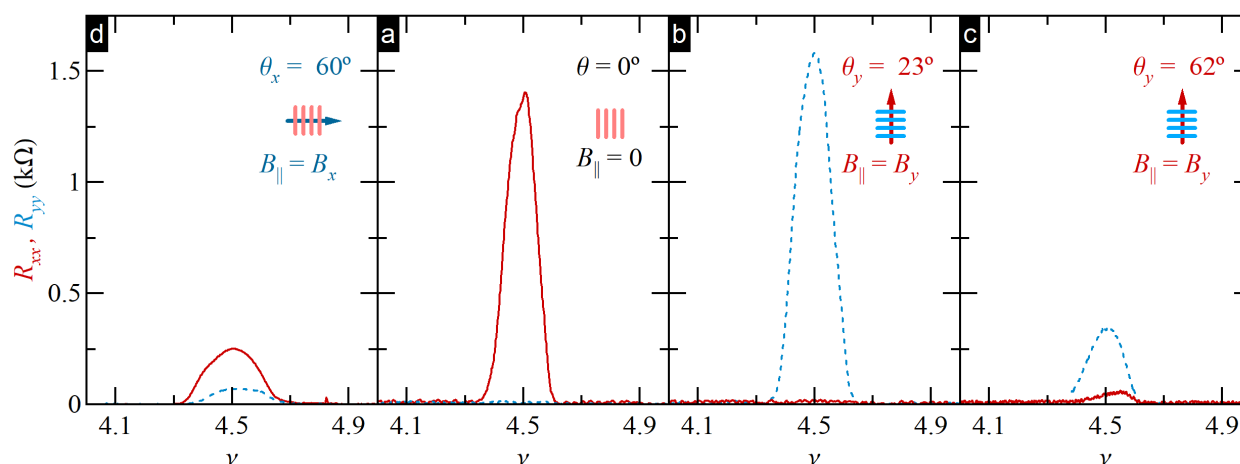 d
a
b
c
θx = 60º
θ = 0º
θy = 23º
θy = 62º
B|| = Bx
B|| = 0
B|| = By
B|| = By
Rxx, Ryy (kΩ)
1.5
1
0.5
0
4.1 4.5 4.9
4.1 4.5 4.9
4.1 4.5 4.9
4.1 4.5 4.9
ν
ν
ν
ν